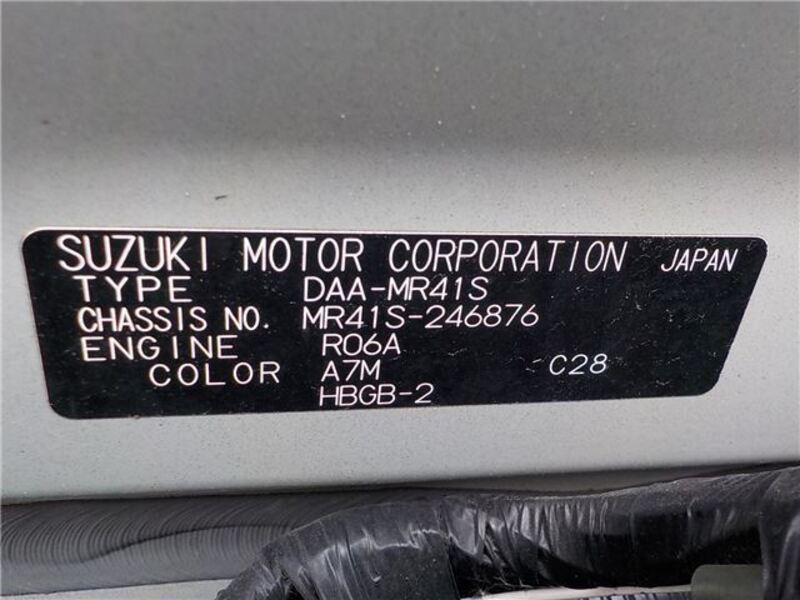 SUZUKI MOTOR CORPORATION JAPAN
TYPE DAA-MR41S
CHASSIS NO. MR41S-246876
ENGINE R06A
COLOR A7M C28
HBGB-2